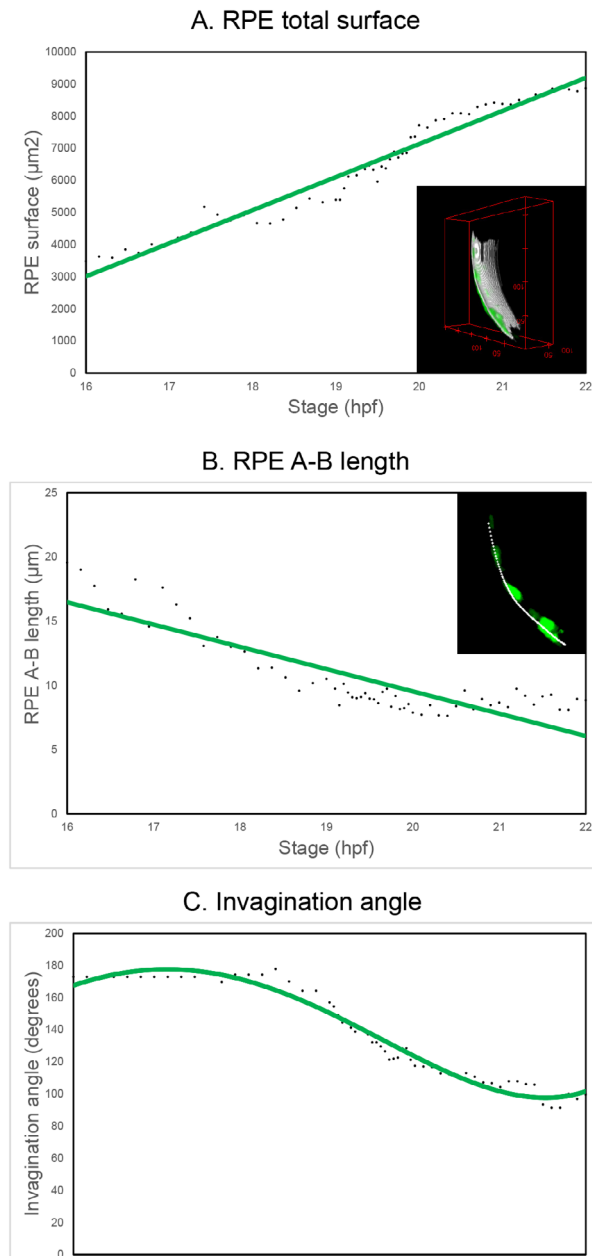 A. RPE total surface
10000
9000
8000
7000
6000
5000
4000
3000
2000
1000
0
RPE surface (µm2)
16 17 18 19 20 21 22
Stage (hpf)
B. RPE A-B length
25
20
15
10
5
0
RPE A-B length (µm)
16 17 18 19 20 21 22
Stage (hpf)
C. Invagination angle
200
180
160
140
120
100
80
60
40
20
0
Invagination angle (degrees)